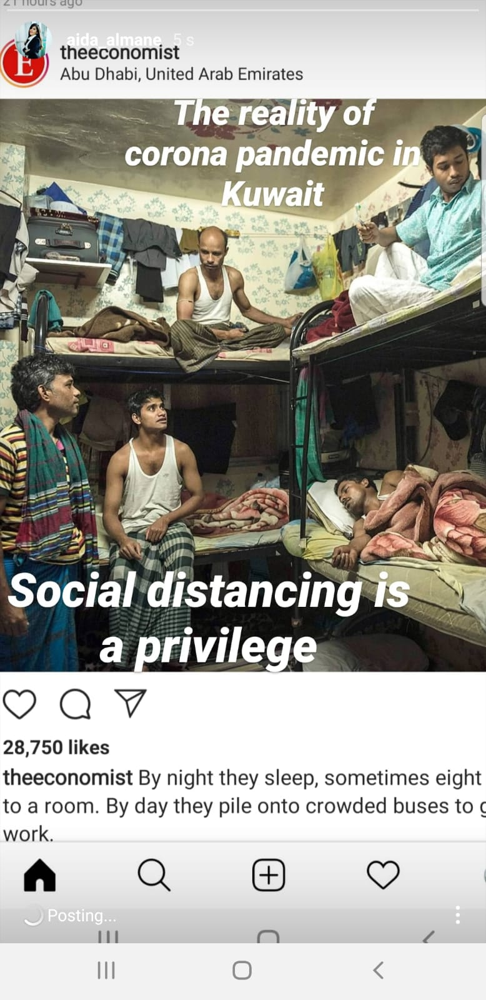 21 hours ago
aida_almane 5 s
theeconomist
Abu Dhabi, United Arab Emirates
The reality of
corona pandemic in
Kuwait
Social distancing is
a privilege
28,750 likes
theeconomist By night they sleep, sometimes eight
to a room. By day they pile onto crowded buses to
work.
Posting...